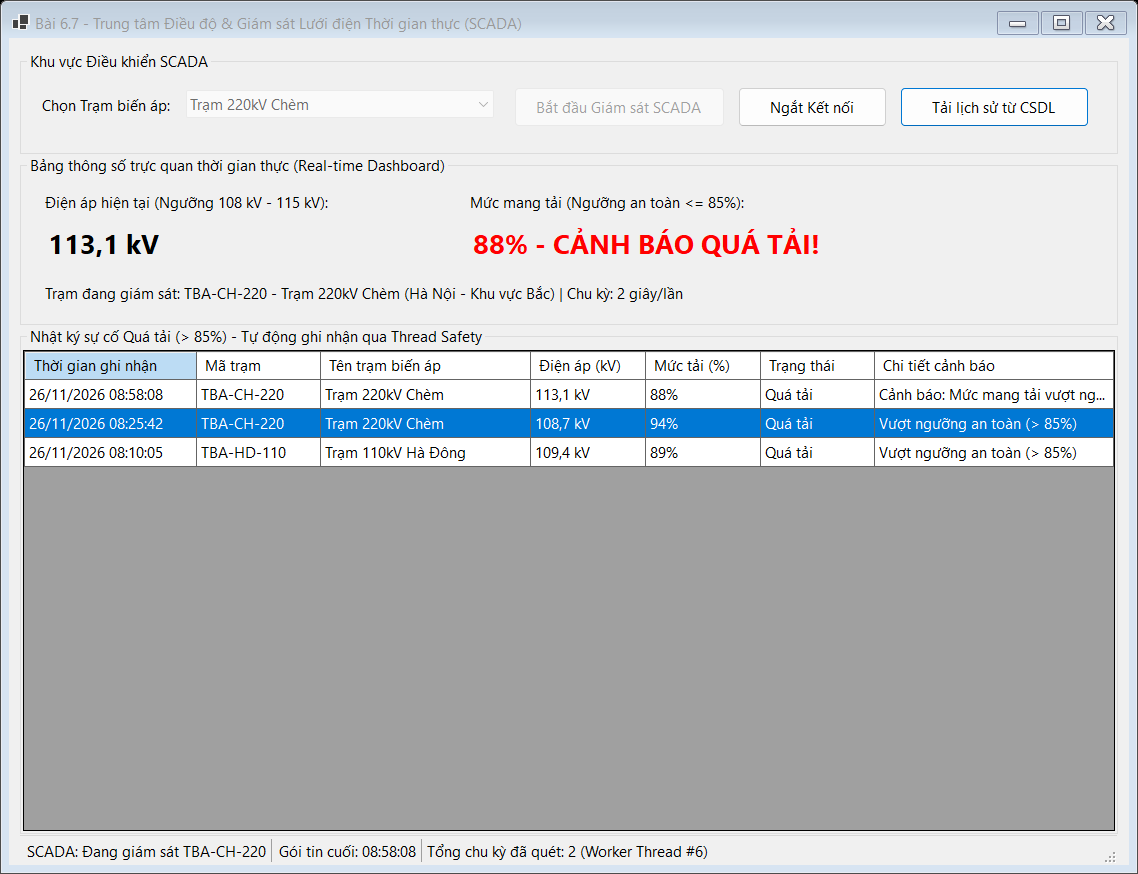 Bài 6.7 - Trung tâm Điều độ & Giám sát Lưới điện Thời gian thực (SCADA)
Khu vực Điều khiển SCADA
Chọn Trạm biến áp: Trạm 220kV Chèm Bắt đầu Giám sát SCADA Ngắt Kết nối Tải lịch sử từ CSDL
Bảng thông số trực quan thời gian thực (Real-time Dashboard)
Điện áp hiện tại (Ngưỡng 108 kV - 115 kV): Mức mang tải (Ngưỡng an toàn <= 85%):
113,1 kV 88% - CẢNH BÁO QUÁ TẢI!
Trạm đang giám sát: TBA-CH-220 - Trạm 220kV Chèm (Hà Nội - Khu vực Bắc) | Chu kỳ: 2 giây/lần
Nhật ký sự cố Quá tải (> 85%) - Tự động ghi nhận qua Thread Safety
Thời gian ghi nhận Mã trạm Tên trạm biến áp Điện áp (kV) Mức tải (%) Trạng thái Chi tiết cảnh báo
26/11/2026 08:58:08 TBA-CH-220 Trạm 220kV Chèm 113,1 kV 88% Quá tải Cảnh báo: Mức mang tải vượt ng...
26/11/2026 08:25:42 TBA-CH-220 Trạm 220kV Chèm 108,7 kV 94% Quá tải Vượt ngưỡng an toàn (> 85%)
26/11/2026 08:10:05 TBA-HD-110 Trạm 110kV Hà Đông 109,4 kV 89% Quá tải Vượt ngưỡng an toàn (> 85%)
SCADA: Đang giám sát TBA-CH-220 Gói tin cuối: 08:58:08 Tổng chu kỳ đã quét: 2 (Worker Thread #6)